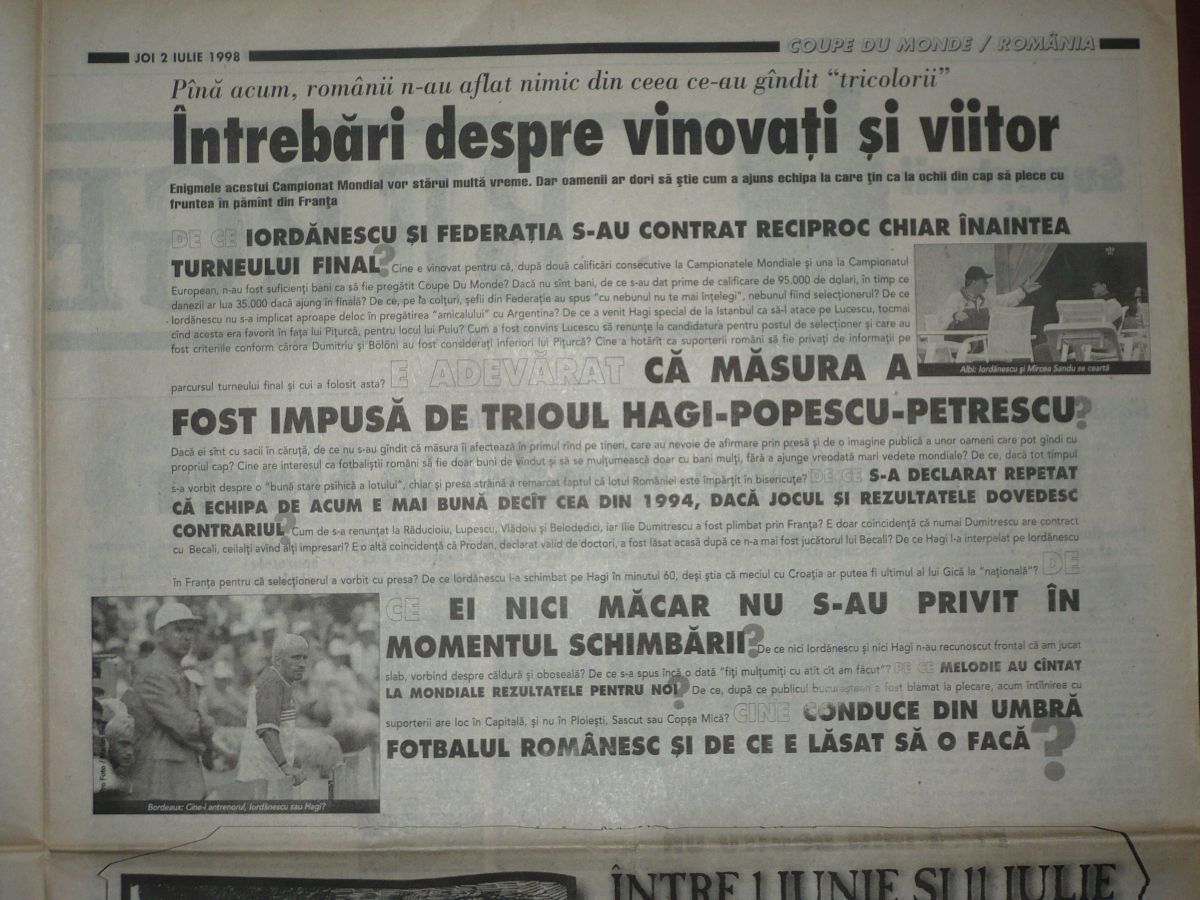 JOI 2 IULIE 1998
COUPE DU MONDE / ROMÂNIA
Pînă acum, românii n-au aflat nimic din ceea ce-au gîndit “tricolorii”
Întrebări despre vinovați și viitor
Enigmele acestui Campionat Mondial vor stărui multă vreme. Dar oamenii ar dori să știe cum a ajuns echipa la care țin ca la ochii din cap să plece cu
fruntea în pămînt din Franța
DE CE IORDĂNESCU ȘI FEDERAȚIA S-AU CONTRAT RECIPROC CHIAR ÎNAINTEA
TURNEULUI FINAL? Cine e vinovat pentru că, după două calificări consecutive la Campionatele Mondiale și una la Campionatul
European, n-au fost suficienți bani ca să fie pregătit Coupe Du Monde? Dacă nu sînt bani, de ce s-au dat prime de calificare de 95.000 de dolari, în timp ce
danezii ar lua 35.000 dacă ajung în finală? De ce, pe la colțuri, șefii din Federație au spus “cu nebunul nu te mai înțelegi”, nebunul fiind selecționerul? De ce
Iordănescu nu s-a implicat aproape deloc în pregătirea “amicalului” cu Argentina? De ce a venit Hagi special de la Istanbul ca să-l atace pe Lucescu, tocmai
cînd acesta era favorit în fața lui Pițurcă, pentru locul lui Puiu? Cum a fost convins Lucescu să renunțe la candidatura pentru postul de selecționer și care au
fost criteriile conform cărora Dumitriu și Bölöni au fost considerați inferiori lui Pițurcă? Cine a hotărît ca suporterii români să fie privați de informații pe
parcursul turneului final și cui a folosit asta? E ADEVĂRAT CĂ MĂSURA A
Albi: Iordănescu și Mircea Sandu se ceartă
FOST IMPUSĂ DE TRIOUL HAGI-POPESCU-PETRESCU?
Dacă ei sînt cu sacii în căruță, de ce nu s-au gîndit că măsura îi afectează în primul rînd pe tineri, care au nevoie de afirmare prin presă și de o imagine publică a unor oameni care pot gîndi cu
propriul cap? Cine are interesul ca fotbaliștii români să fie doar buni de vîndut și să se mulțumească doar cu bani mulți, fără a ajunge vreodată mari vedete mondiale? De ce, dacă tot timpul
s-a vorbit despre o “bună stare psihică a lotului”, chiar și presa străină a remarcat faptul că lotul României este împărțit în bisericuțe? DE CE S-A DECLARAT REPETAT
CĂ ECHIPA DE ACUM E MAI BUNĂ DECÎT CEA DIN 1994, DACĂ JOCUL ȘI REZULTATELE DOVEDESC
CONTRARIUL? Cum de s-a renunțat la Răducioiu, Lupescu, Vlădoiu și Belodedici, iar Ilie Dumitrescu a fost plimbat prin Franța? E doar coincidență că numai Dumitrescu are contract
cu Becali, ceilalți avînd alți impresari? E o altă coincidență că Prodan, declarat valid de doctori, a fost lăsat acasă după ce n-a mai fost jucătorul lui Becali? De ce Hagi l-a interpelat pe Iordănescu
în Franța pentru că selecționerul a vorbit cu presa? De ce Iordănescu l-a schimbat pe Hagi în minutul 60, deși știa că meciul cu Croația ar putea fi ultimul al lui Gică la “națională”? DE
CE EI NICI MĂCAR NU S-AU PRIVIT ÎN
MOMENTUL SCHIMBĂRII? De ce nici Iordănescu și nici Hagi n-au recunoscut frontal că am jucat
slab, vorbind despre căldură și oboseală? De ce s-a spus încă o dată “fiți mulțumiți cu atît cît am făcut”? PE CE MELODIE AU CÎNTAT
LA MONDIALE REZULTATELE PENTRU NOI? De ce, după ce publicul bucureștean a fost blamat la plecare, acum întîlnirea cu
suporterii are loc în Capitală, și nu în Ploiești, Sascut sau Copșa Mică? CINE CONDUCE DIN UMBRĂ
FOTBALUL ROMÂNESC ȘI DE CE E LĂSAT SĂ O FACĂ?
Bordeaux: Cine-i antrenorul, Iordănescu sau Hagi?
ÎNTRE 1 IUNIE ȘI 11 IULIE